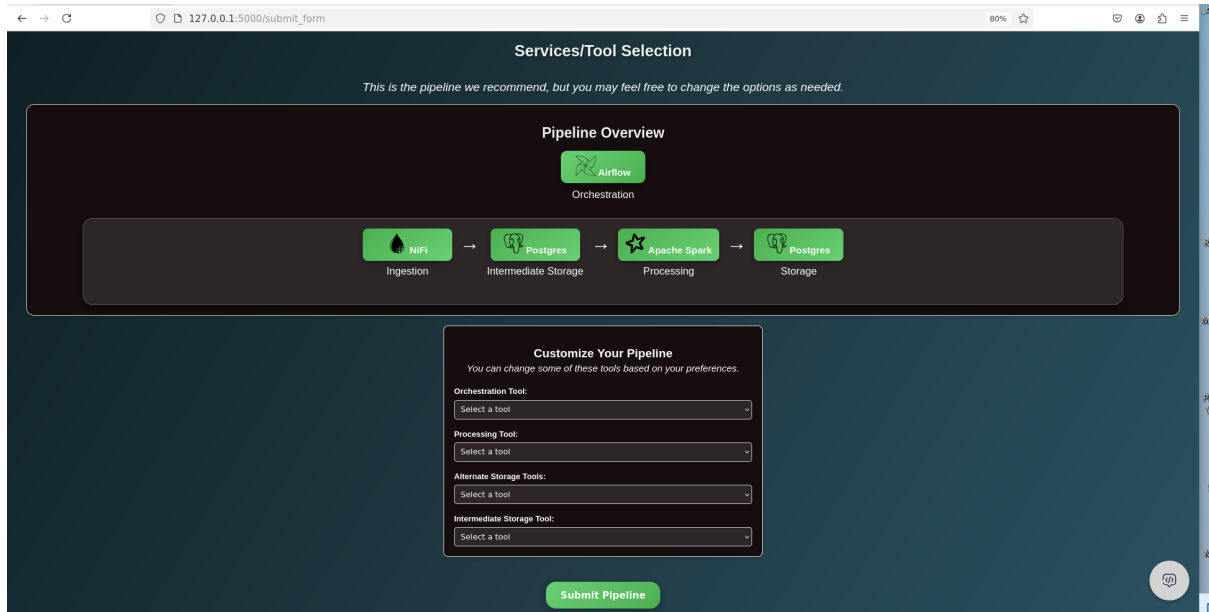 127.0.0.1:5000/submit_form
80%
Services/Tool Selection
This is the pipeline we recommend, but you may feel free to change the options as needed.
Pipeline Overview
Airflow
Orchestration
NiFi → Postgres → Apache Spark → Postgres
Ingestion Intermediate Storage Processing Storage
Customize Your Pipeline
You can change some of these tools based on your preferences.
Orchestration Tool:
Select a tool
Processing Tool:
Select a tool
Alternate Storage Tools:
Select a tool
Intermediate Storage Tool:
Select a tool
Submit Pipeline